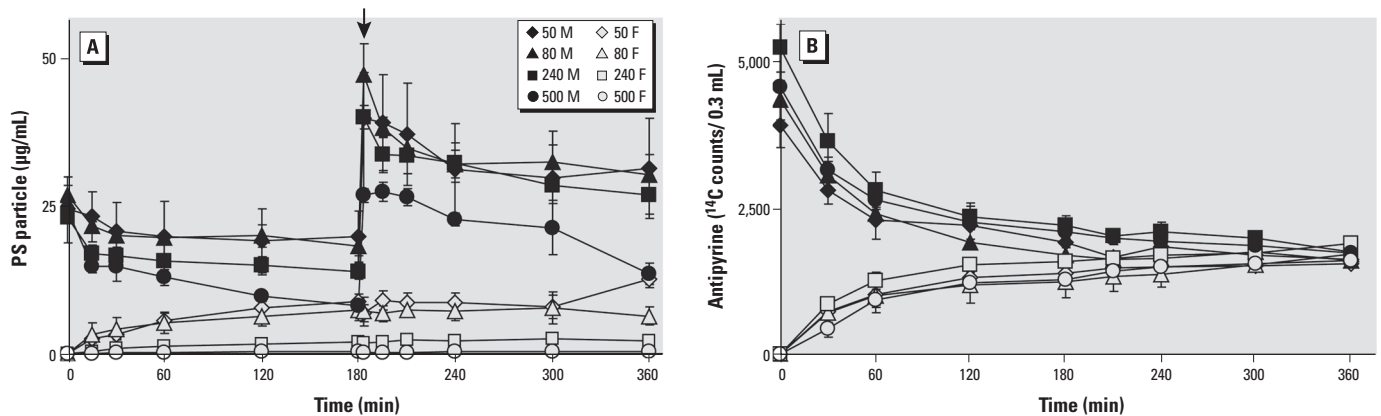 A
50 M 50 F
80 M 80 F
240 M 240 F
500 M 500 F
PS particle (µg/mL)
50
25
0
0 60 120 180 240 300 360
Time (min)
B
Antipyrine (¹⁴C counts/ 0.3 mL)
5,000
2,500
0
0 60 120 180 240 300 360
Time (min)